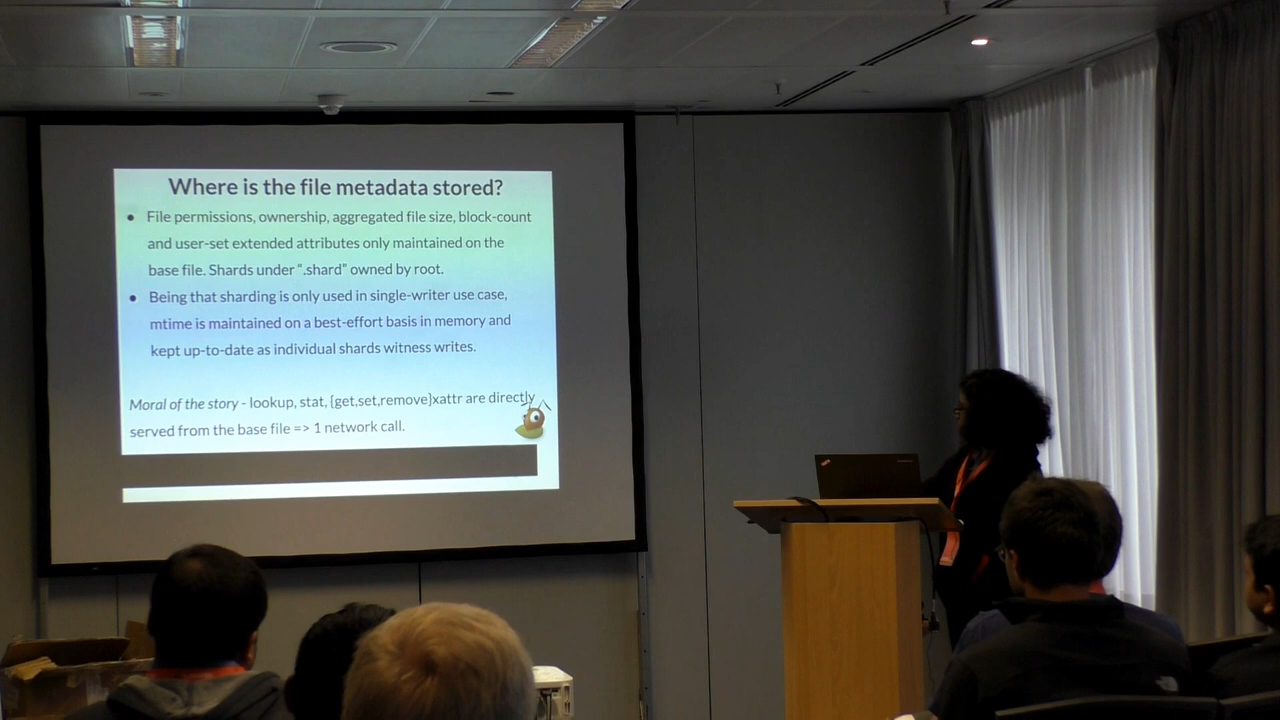 Where is the file metadata stored?
● File permissions, ownership, aggregated file size, block-count
and user-set extended attributes only maintained on the
base file. Shards under “.shard” owned by root.
● Being that sharding is only used in single-writer use case,
mtime is maintained on a best-effort basis in memory and
kept up-to-date as individual shards witness writes.
Moral of the story - lookup, stat, {get,set,remove}xattr are directly
served from the base file => 1 network call.